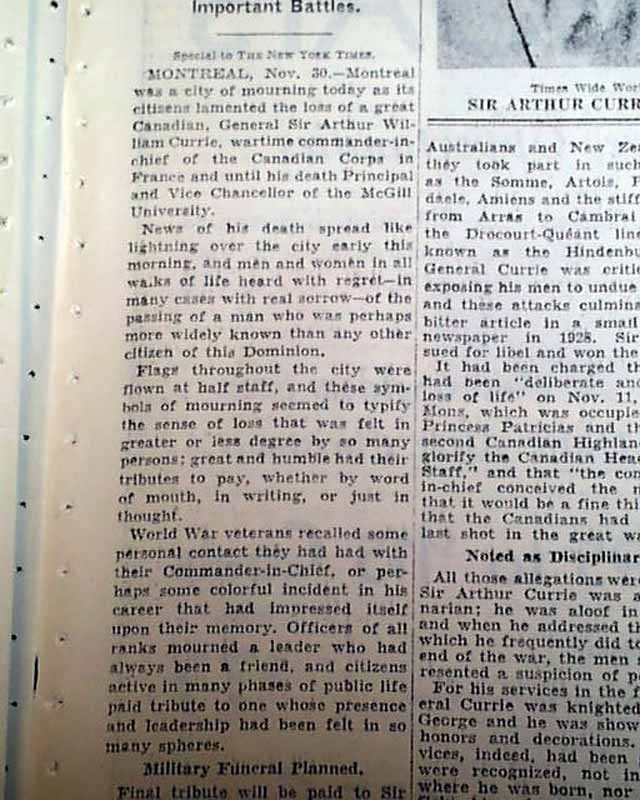 Important Battles.
Special to THE NEW YORK TIMES.
MONTREAL, Nov. 30.—Montreal
was a city of mourning today as its
citizens lamented the loss of a great
Canadian, General Sir Arthur Wil-
liam Currie, wartime commander-in-
chief of the Canadian Corps in
France and until his death Principal
and Vice Chancellor of the McGill
University.
News of his death spread like
lightning over the city early this
morning, and men and women in all
walks of life heard with regret—in
many cases with real sorrow—of the
passing of a man who was perhaps
more widely known than any other
citizen of this Dominion.
Flags throughout the city were
flown at half staff, and these sym-
bols of mourning seemed to typify
the sense of loss that was felt in
greater or less degree by so many
persons; great and humble had their
tributes to pay, whether by word
of mouth, in writing, or just in
thought.
World War veterans recalled some
personal contact they had had with
their Commander-in-Chief, or per-
haps some colorful incident in his
career that had impressed itself
upon their memory. Officers of all
ranks mourned a leader who had
always been a friend, and citizens
active in many phases of public life
paid tribute to one whose presence
and leadership had been felt in so
many spheres.
Military Funeral Planned.
Final tribute will be paid to Sir
Times Wide Worl
SIR ARTHUR CURR
Australians and New Zea
they took part in such
as the Somme, Artois, P
daele, Amiens and the stiff
from Arras to Cambrai
the Drocourt-Quéant line
known as the Hindenbu
General Currie was critic
exposing his men to undue
and these attacks culmina
bitter article in a small
newspaper in 1928. Sir
sued for libel and won the
It had been charged th
had been "deliberate and
loss of life" on Nov. 11,
Mons, which was occupie
Princess Patricias and th
second Canadian Highlan
glorify the Canadian Head
Staff," and that "the com
in-chief conceived the
that it would be a fine thi
that the Canadians had
last shot in the great wa
Noted as Disciplinar
All those allegations were
Sir Arthur Currie was a
narian; he was aloof in
and when he addressed th
which he frequently did to
end of the war, the men
resented a suspicion of p
For his services in the f
eral Currie was knighted
George and he was show
honors and decorations.
vices, indeed, had been
were recognized, not in
where he was born, nor